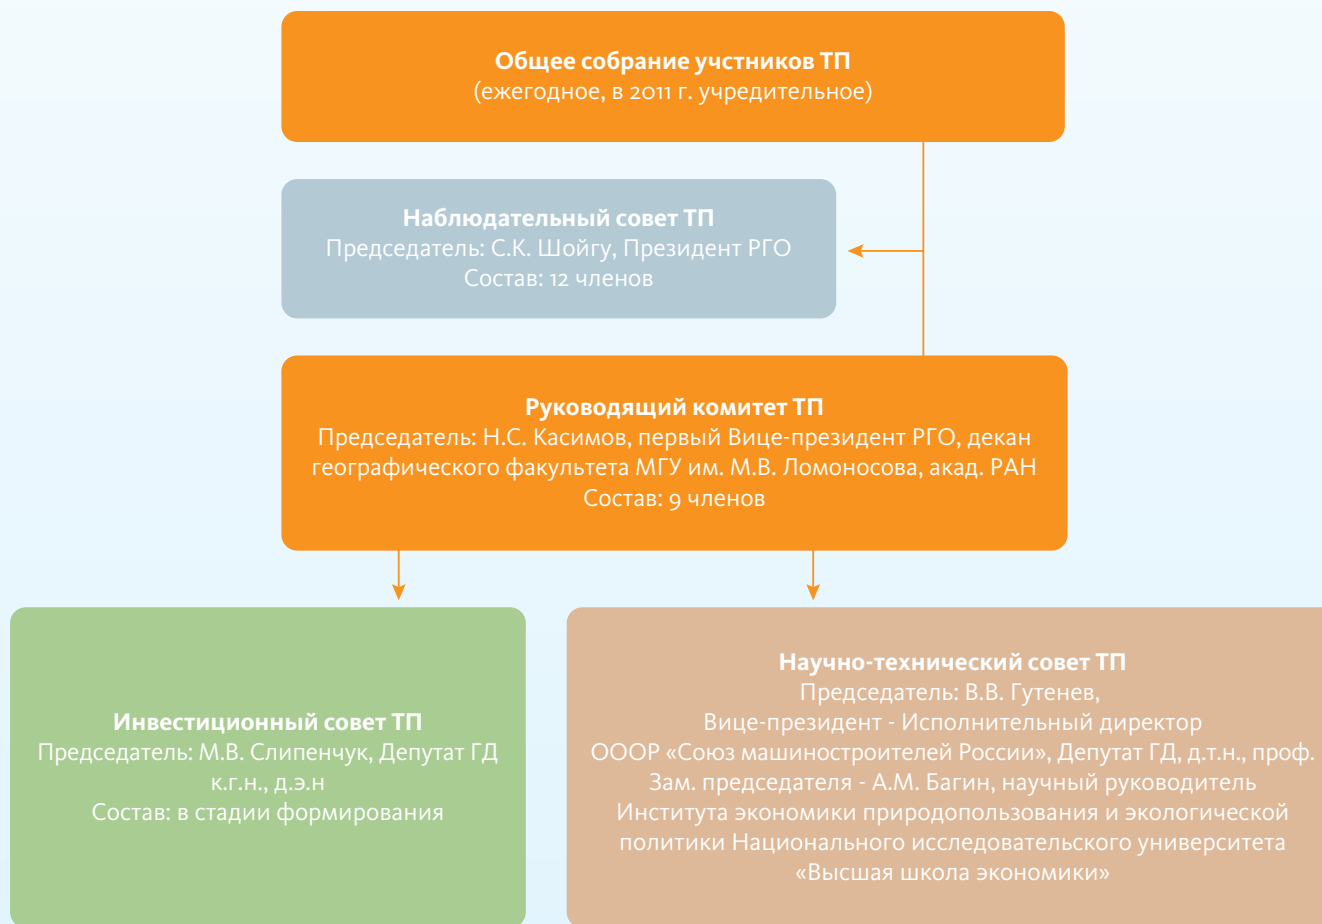 Общее собрание учстников ТП
(ежегодное, в 2011 г. учредительное)
Наблюдательный совет ТП
Председатель: С.К. Шойгу, Президент РГО
Состав: 12 членов
Руководящий комитет ТП
Председатель: Н.С. Касимов, первый Вице-президент РГО, декан
географического факультета МГУ им. М.В. Ломоносова, акад. РАН
Состав: 9 членов
Инвестиционный совет ТП
Председатель: М.В. Слипенчук, Депутат ГД
к.г.н., д.э.н
Состав: в стадии формирования
Научно-технический совет ТП
Председатель: В.В. Гутенев,
Вице-президент - Исполнительный директор
ОООР «Союз машиностроителей России», Депутат ГД, д.т.н., проф.
Зам. председателя - А.М. Багин, научный руководитель
Института экономики природопользования и экологической
политики Национального исследовательского университета
«Высшая школа экономики»